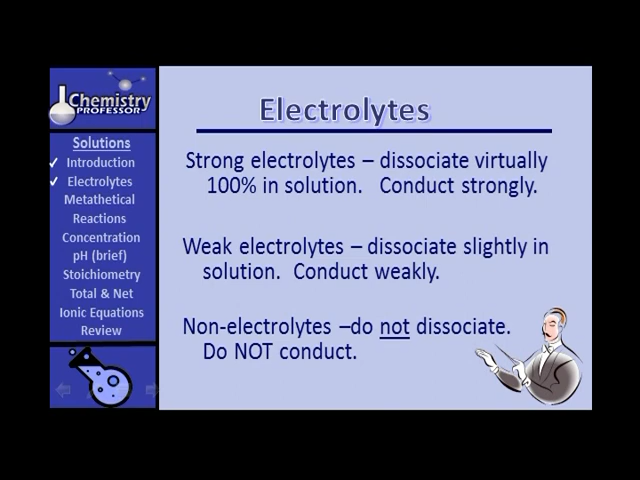 Chemistry
PROFESSOR
Solutions
Introduction
Electrolytes
Metathetical
Reactions
Concentration
pH (brief)
Stoichiometry
Total & Net
Ionic Equations
Review
Electrolytes
Strong electrolytes – dissociate virtually
100% in solution. Conduct strongly.
Weak electrolytes – dissociate slightly in
solution. Conduct weakly.
Non-electrolytes –do not dissociate.
Do NOT conduct.